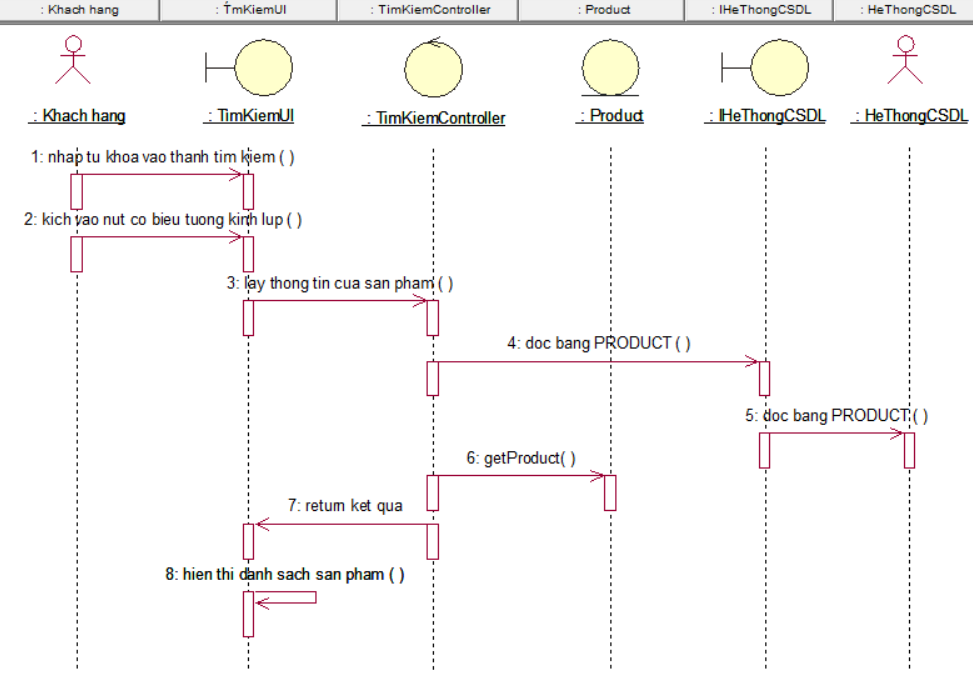 : Khach hang
: TimKiemUI
: TimKiemController
: Product
: IHeThongCSDL
: HeThongCSDL
: Khach hang
: TimKiemUI
: TimKiemController
: Product
: IHeThongCSDL
: HeThongCSDL
1: nhap tu khoa vao thanh tim kiem ( )
2: kich vao nut co bieu tuong kinh lup ( )
3: lay thong tin cua san pham ( )
4: doc bang PRODUCT ( )
5: doc bang PRODUCT ( )
6: getProduct( )
7: return ket qua
8: hien thi danh sach san pham ( )